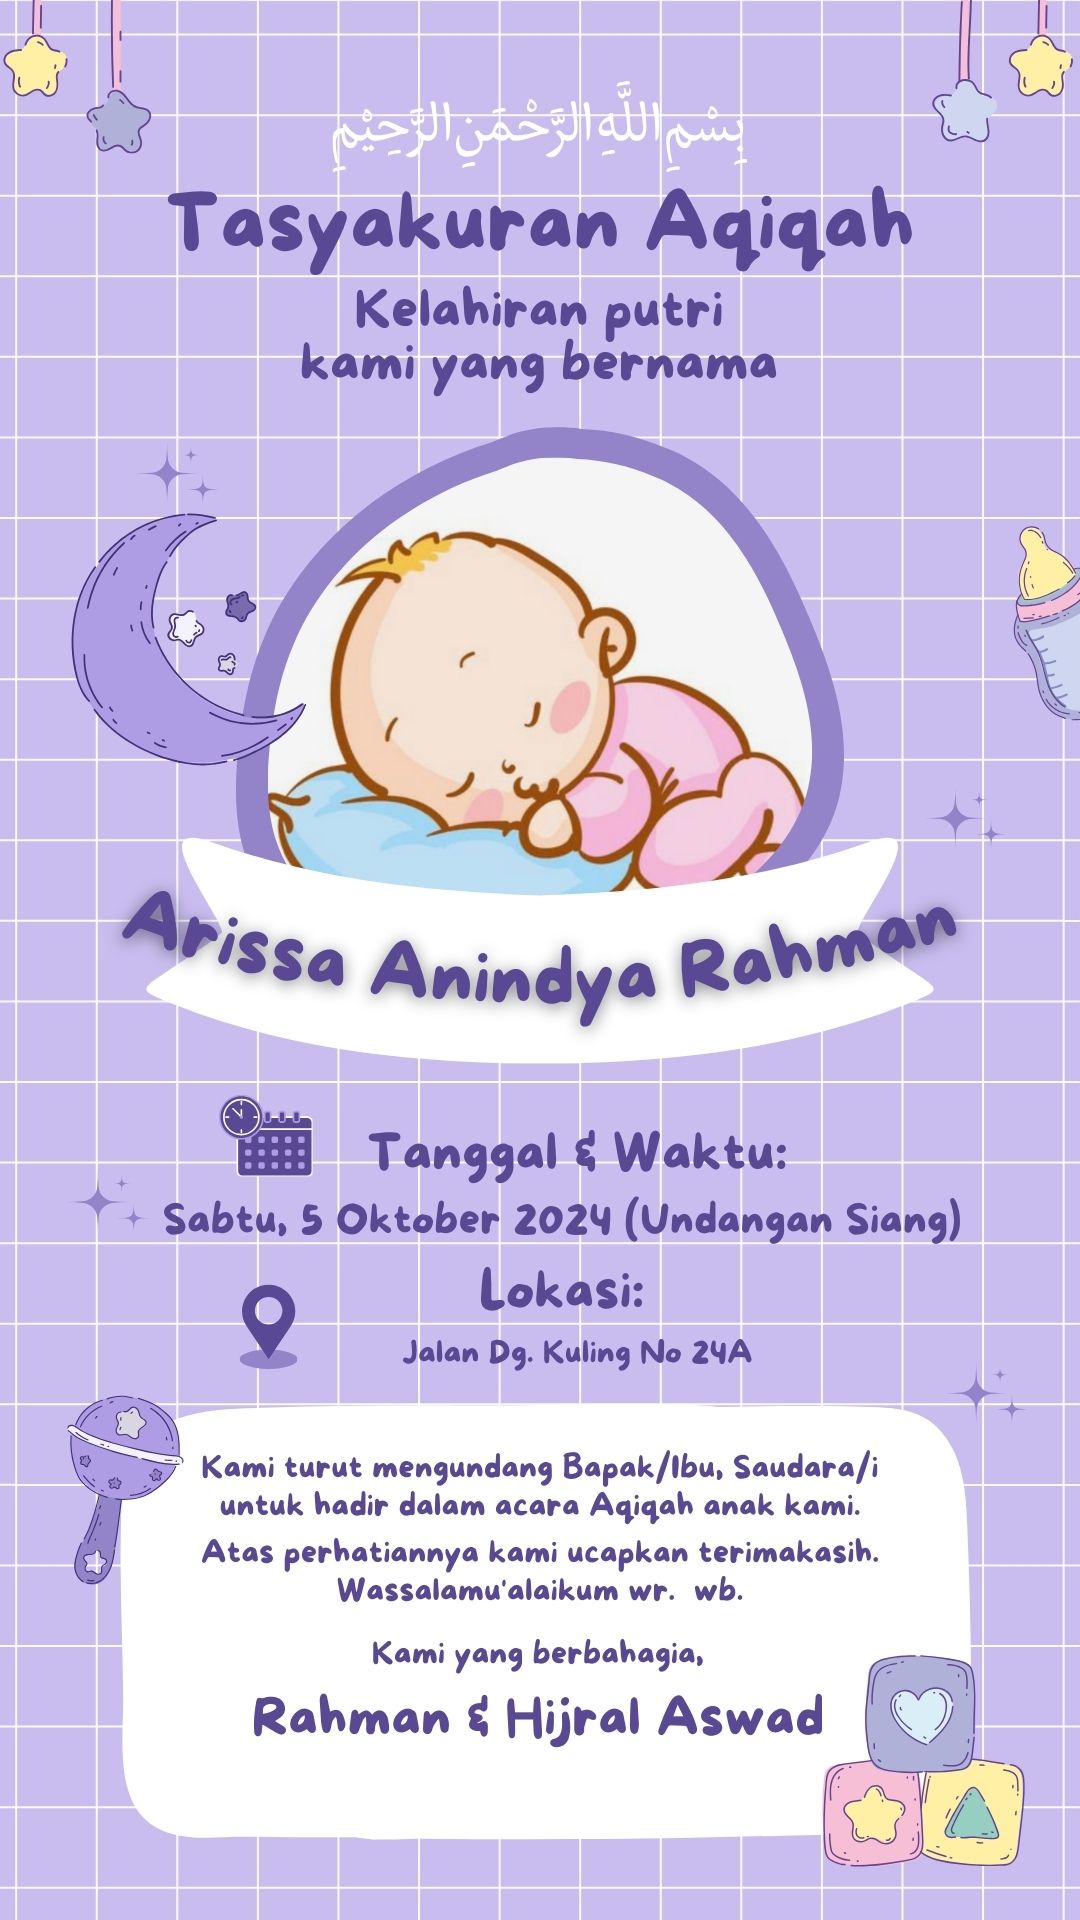 بِسْمِ اللَّهِ الرَّحْمَنِ الرَّحِيْمِ
Tasyakuran Aqiqah
Kelahiran putri
kami yang bernama
Arissa Anindya Rahman
Tanggal & Waktu:
Sabtu, 5 Oktober 2024 (Undangan Siang)
Lokasi:
Jalan Dg. Kuling No 24A
Kami turut mengundang Bapak/Ibu, Saudara/i
untuk hadir dalam acara Aqiqah anak kami.
Atas perhatiannya kami ucapkan terimakasih.
Wassalamu'alaikum wr. wb.
Kami yang berbahagia,
Rahman & Hijral Aswad